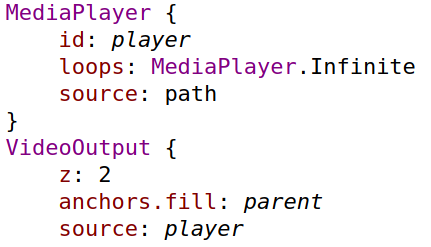 MediaPlayer {
    id: player
    loops: MediaPlayer.Infinite
    source: path
}
VideoOutput {
    z: 2
    anchors.fill: parent
    source: player